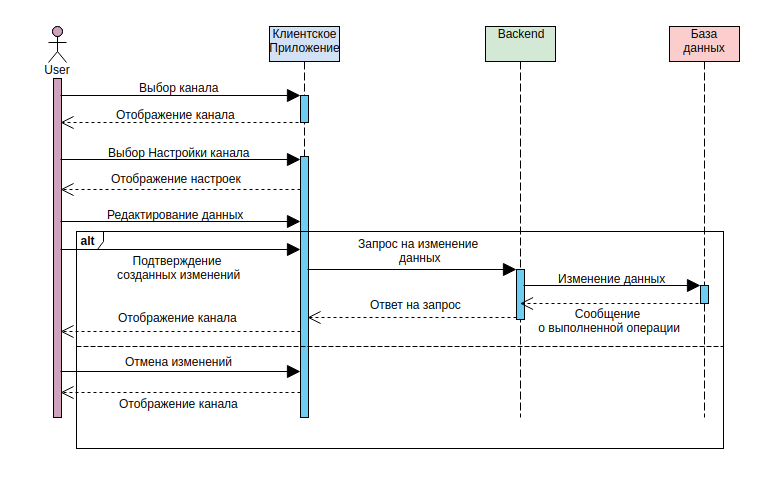 Клиентское
Приложение
Backend
База
данных
User
Выбор канала
Отображение канала
Выбор Настройки канала
Отображение настроек
Редактирование данных
alt
Запрос на изменение
данных
Подтверждение
созданных изменений
Изменение данных
Ответ на запрос
Сообщение
о выполненной операции
Отображение канала
Отмена изменений
Отображение канала